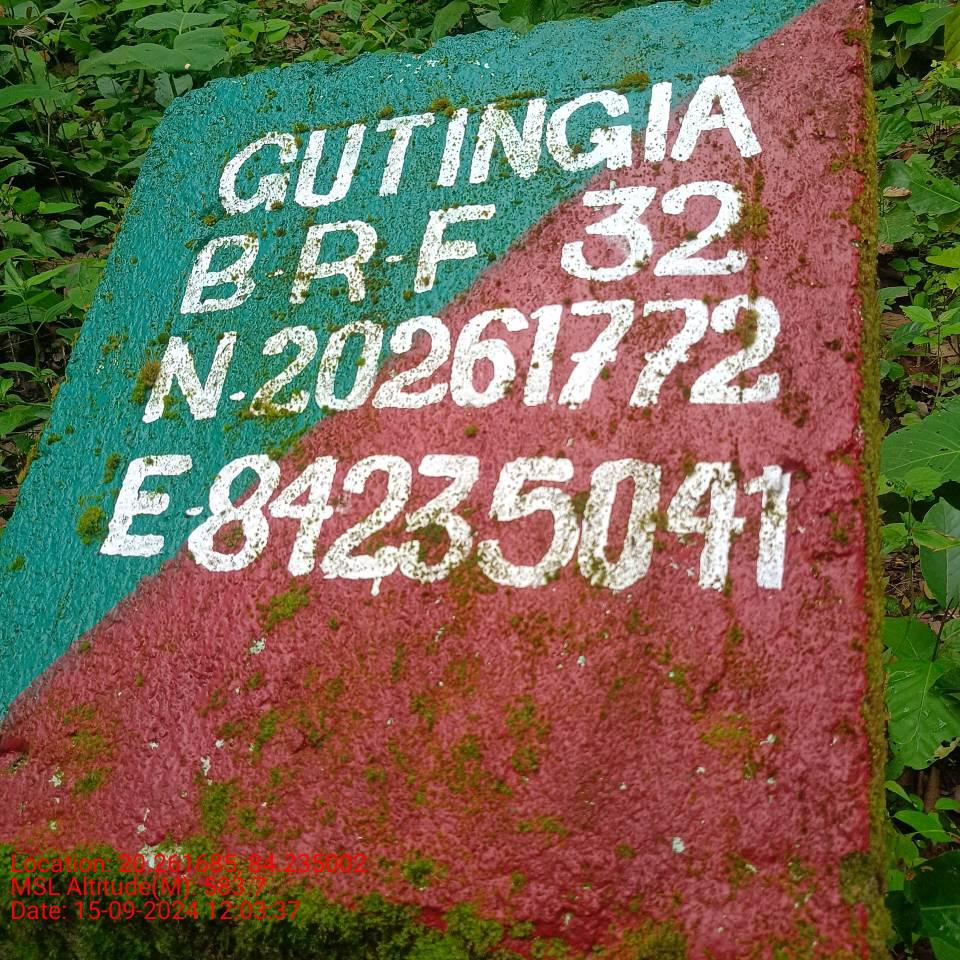 GUTINGIA
B-R-F 32
N-20261772
E-84235041
Location: 20.261685, 84.235002
MSL Altitude(M): 583.7
Date: 15-09-2024 12:03:37